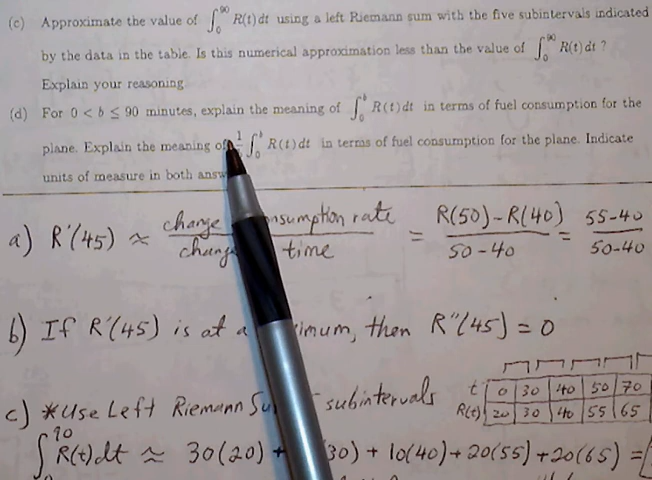 (c) Approximate the value of ∫₀⁹⁰ R(t) dt using a left Riemann sum with the five subintervals indicated
by the data in the table. Is this numerical approximation less than the value of ∫₀⁹⁰ R(t) dt ?
Explain your reasoning
(d) For 0 < b ≤ 90 minutes, explain the meaning of ∫₀ᵇ R(t) dt in terms of fuel consumption for the
plane. Explain the meaning of 1 ∫₀ᵇ R(t) dt in terms of fuel consumption for the plane. Indicate
units of measure in both
a) R'(45) ≈ change consumption rate / time = R(50)-R(40) / 50-40 = 55-40 / 50-40
b) If R'(45) is at a , then R''(45) = 0
c) *Use Left Riemann subintervals
t 0 30 40 50 70
R(t) 20 30 40 55 65
∫₀⁹⁰ R(t)dt ≈ 30(20) + (30) + 10(40) + 20(55) + 20(65) =